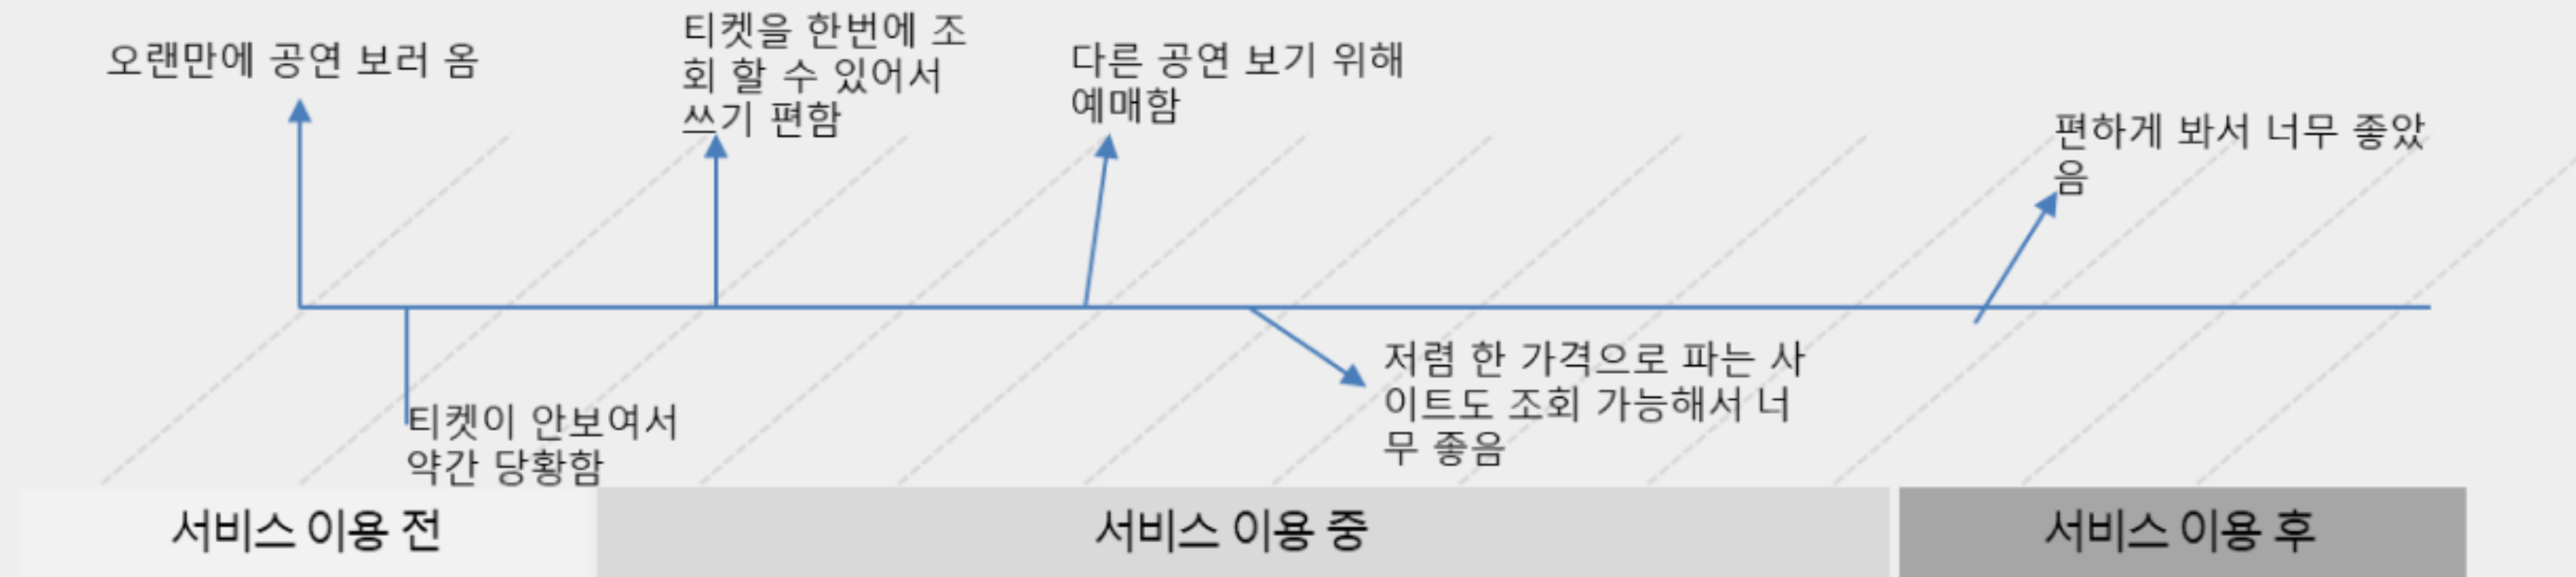 오랜만에 공연 보러 옴
티켓을 한번에 조
회 할 수 있어서
쓰기 편함
다른 공연 보기 위해
예매함
편하게 봐서 너무 좋았
음
티켓이 안보여서
약간 당황함
저렴 한 가격으로 파는 사
이트도 조회 가능해서 너
무 좋음
서비스 이용 전
서비스 이용 중
서비스 이용 후